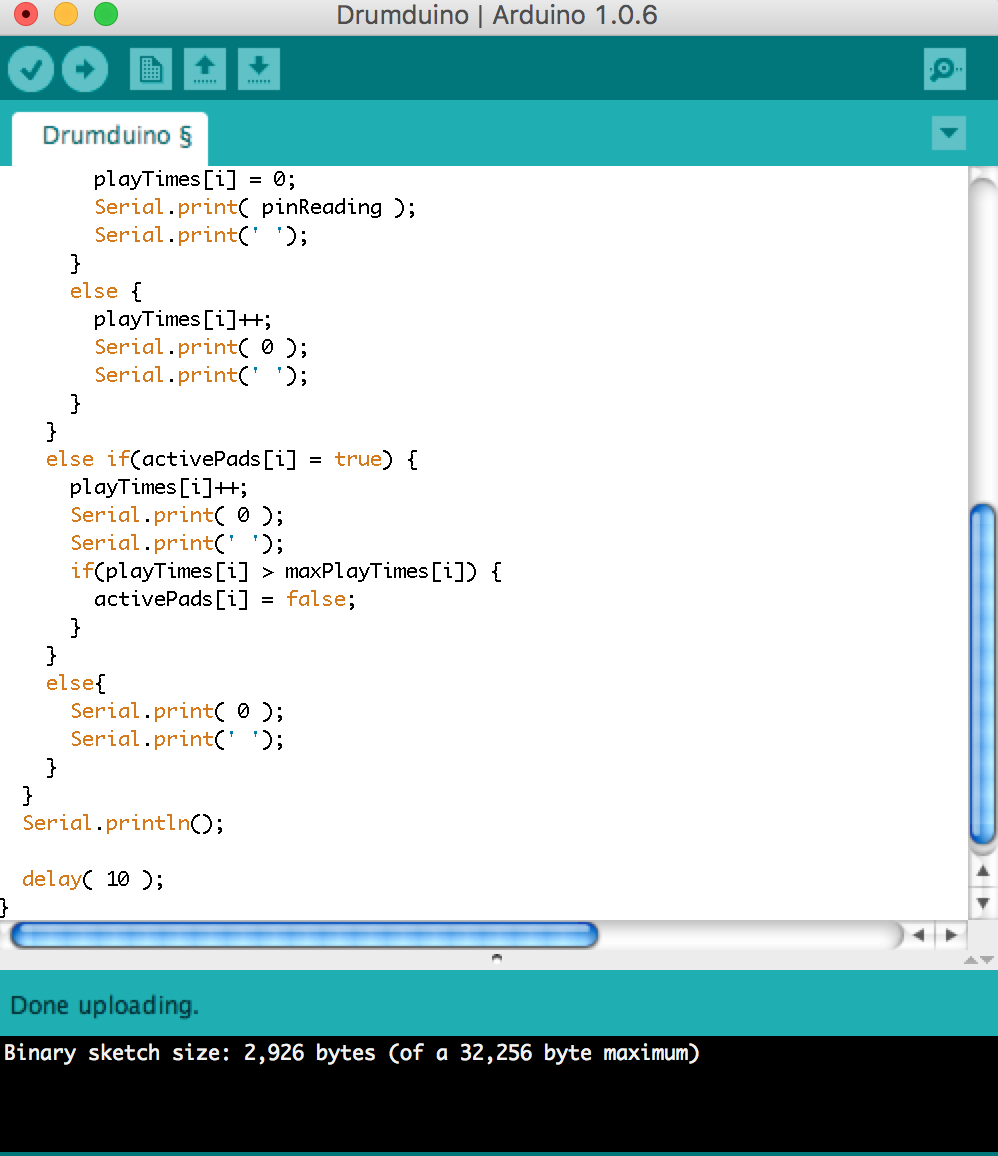 Drumduino | Arduino 1.0.6
Drumduino §
playTimes[i] = 0;
Serial.print( pinReading );
Serial.print(' ');
}
else {
playTimes[i]++;
Serial.print( 0 );
Serial.print(' ');
}
}
else if(activePads[i] = true) {
playTimes[i]++;
Serial.print( 0 );
Serial.print(' ');
if(playTimes[i] > maxPlayTimes[i]) {
activePads[i] = false;
}
}
else{
Serial.print( 0 );
Serial.print(' ');
}
}
Serial.println();
delay( 10 );
}
Done uploading.
Binary sketch size: 2,926 bytes (of a 32,256 byte maximum)